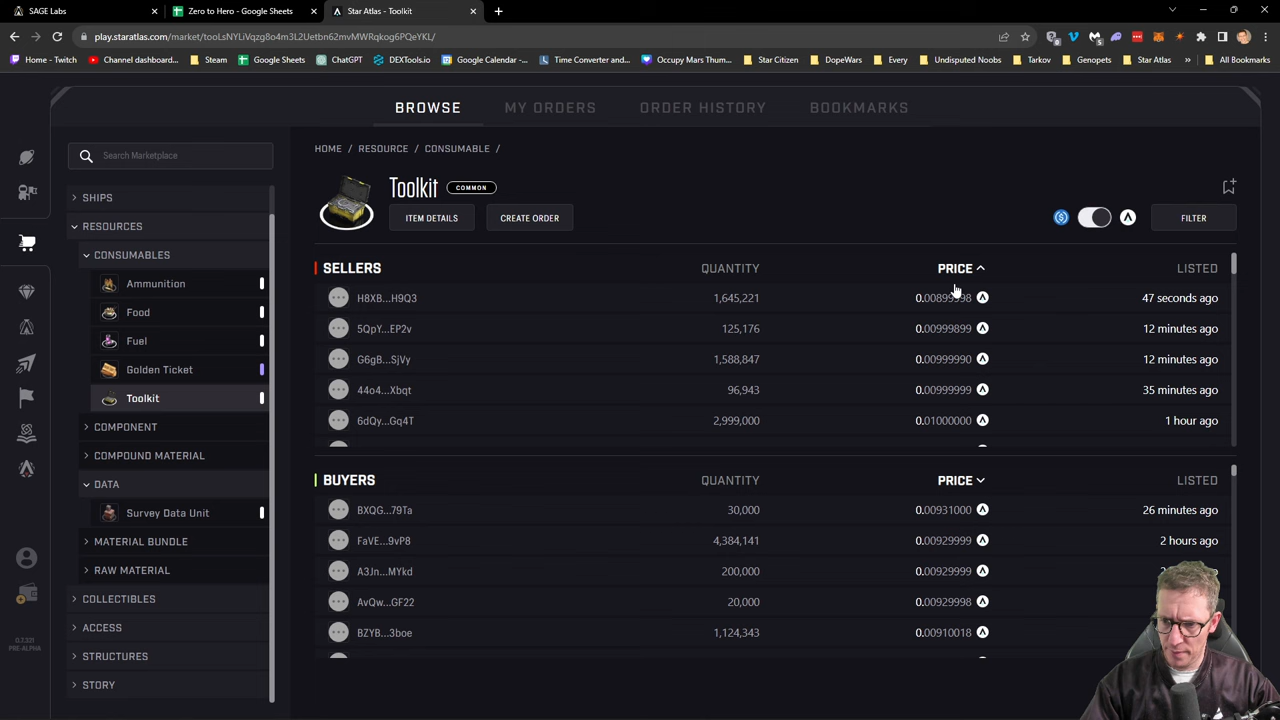 SAGE Labs
Zero to Hero - Google Sheets
Star Atlas - Toolkit
play.staratlas.com/market/tooLsNYLiVqzg8o4m3L2Uetbn62mvMWRqkog6PQeYKL/
Home - Twitch
Channel dashboard...
Steam
Google Sheets
ChatGPT
DEXTools.io
Google Calendar -...
Time Converter and...
Occupy Mars Thum...
Star Citizen
DopeWars
Every
Undisputed Noobs
Tarkov
Genopets
Star Atlas
»
All Bookmarks
BROWSE
MY ORDERS
ORDER HISTORY
BOOKMARKS
Search Marketplace
SHIPS
RESOURCES
CONSUMABLES
Ammunition
Food
Fuel
Golden Ticket
Toolkit
COMPONENT
COMPOUND MATERIAL
DATA
Survey Data Unit
MATERIAL BUNDLE
RAW MATERIAL
COLLECTIBLES
ACCESS
STRUCTURES
STORY
0.7.321
PRE-ALPHA
HOME / RESOURCE / CONSUMABLE /
Toolkit COMMON
ITEM DETAILS CREATE ORDER FILTER
SELLERS QUANTITY PRICE LISTED
H8XB...H9Q3 1,645,221 0.00899998 47 seconds ago
5QpY...EP2v 125,176 0.00999899 12 minutes ago
G6gB...SjVy 1,588,847 0.00999990 12 minutes ago
44o4...Xbqt 96,943 0.00999999 35 minutes ago
6dQy...Gq4T 2,999,000 0.01000000 1 hour ago
BUYERS QUANTITY PRICE LISTED
BXQG...79Ta 30,000 0.00931000 26 minutes ago
FaVE...9vP8 4,384,141 0.00929999 2 hours ago
A3Jn...MYkd 200,000 0.00929999
AvQw...GF22 20,000 0.00929998
BZYB...3boe 1,124,343 0.00910018